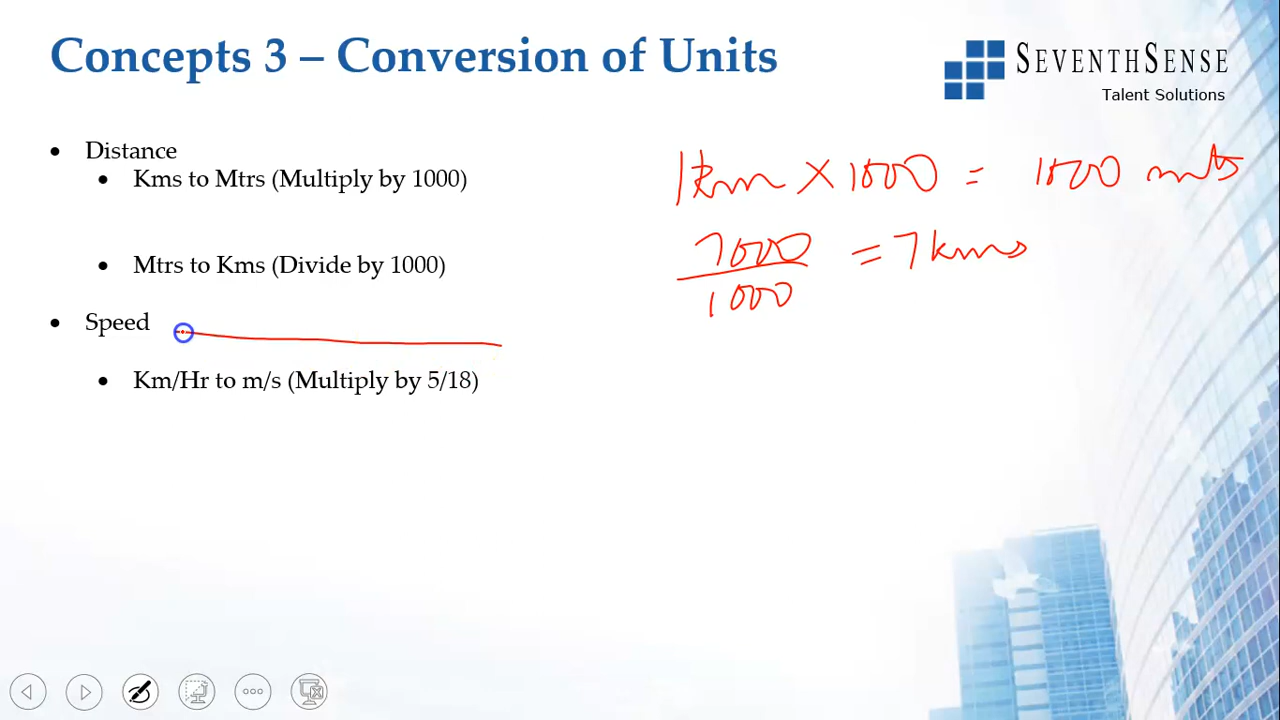 Concepts 3 – Conversion of Units
SEVENTHSENSE
Talent Solutions
• Distance
• Kms to Mtrs (Multiply by 1000)
1km × 1000 = 1000 mts
• Mtrs to Kms (Divide by 1000)
7000
1000
= 7 kms
• Speed
• Km/Hr to m/s (Multiply by 5/18)